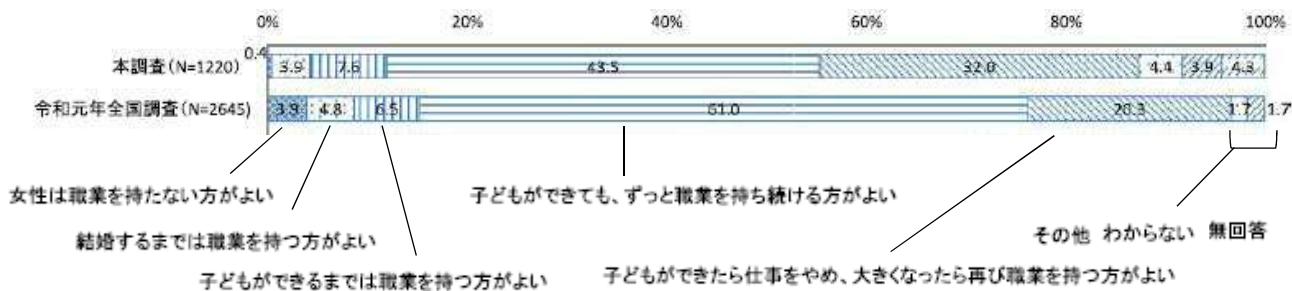 0% 20% 40% 60% 80% 100%
0.4
本調査(N=1220) 3.9 7.6 43.5 32.0 4.4 3.9 4.3
令和元年全国調査(N=2645) 3.9 4.8 6.5 61.0 20.3 1.7 1.7
女性は職業を持たない方がよい 子どもができても、ずっと職業を持ち続ける方がよい
結婚するまでは職業を持つ方がよい その他 わからない 無回答
子どもができるまでは職業を持つ方がよい 子どもができたら仕事をやめ、大きくなったら再び職業を持つ方がよい